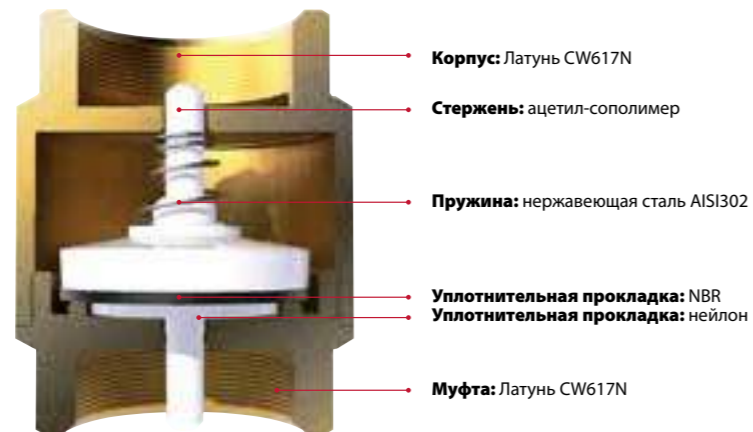 Корпус: Латунь CW617N
Стержень: ацетил-сополимер
Пружина: нержавеющая сталь AISI302
Уплотнительная прокладка: NBR
Уплотнительная прокладка: нейлон
Муфта: Латунь CW617N